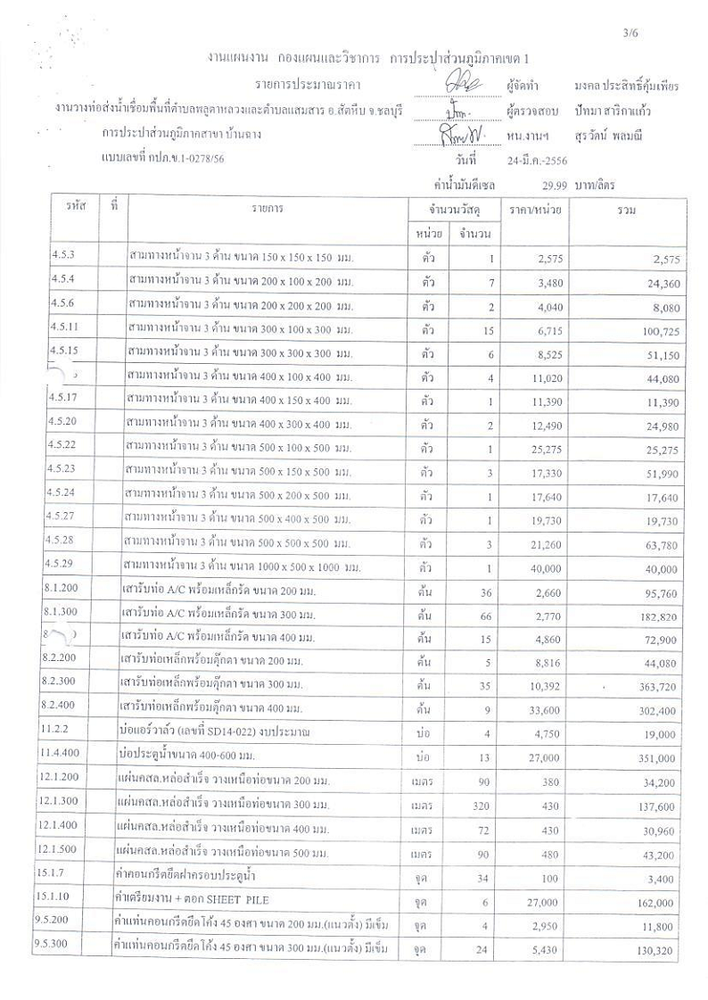 3/6
งานแผนงาน กองแผนและวิชาการ การประปาส่วนภูมิภาคเขต 1
รายการประมาณราคา ผู้จัดทำ มงคล ประสิทธิ์คุ้มเพียร
งานวางท่อส่งน้ำเชื่อมพื้นที่ตำบลพลูตาหลวงและตำบลแสมสาร อ.สัตหีบ จ.ชลบุรี ผู้ตรวจสอบ ปัทมา สาริกาแก้ว
การประปาส่วนภูมิภาคสาขา บ้านฉาง หน.งานฯ สุรวัดน์ พลมณี
แบบเลขที่ กปภ.ข.1-0278/56 วันที่ 24-มี.ค.-2556
ค่าน้ำมันดีเซล 29.99 บาท/ลิตร
รหัส ที่ รายการ จำนวนวัสดุ ราคา/หน่วย รวม
หน่วย จำนวน
4.5.3 สามทางหน้าจาน 3 ด้าน ขนาด 150 x 150 x 150 มม. ตัว 1 2,575 2,575
4.5.4 สามทางหน้าจาน 3 ด้าน ขนาด 200 x 100 x 200 มม. ตัว 7 3,480 24,360
4.5.6 สามทางหน้าจาน 3 ด้าน ขนาด 200 x 200 x 200 มม. ตัว 2 4,040 8,080
4.5.11 สามทางหน้าจาน 3 ด้าน ขนาด 300 x 100 x 300 มม. ตัว 15 6,715 100,725
4.5.15 สามทางหน้าจาน 3 ด้าน ขนาด 300 x 300 x 300 มม. ตัว 6 8,525 51,150
สามทางหน้าจาน 3 ด้าน ขนาด 400 x 100 x 400 มม. ตัว 4 11,020 44,080
4.5.17 สามทางหน้าจาน 3 ด้าน ขนาด 400 x 150 x 400 มม. ตัว 1 11,390 11,390
4.5.20 สามทางหน้าจาน 3 ด้าน ขนาด 400 x 300 x 400 มม. ตัว 2 12,490 24,980
4.5.22 สามทางหน้าจาน 3 ด้าน ขนาด 500 x 100 x 500 มม. ตัว 1 25,275 25,275
4.5.23 สามทางหน้าจาน 3 ด้าน ขนาด 500 x 150 x 500 มม. ตัว 3 17,330 51,990
4.5.24 สามทางหน้าจาน 3 ด้าน ขนาด 500 x 200 x 500 มม. ตัว 1 17,640 17,640
4.5.27 สามทางหน้าจาน 3 ด้าน ขนาด 500 x 400 x 500 มม. ตัว 1 19,730 19,730
4.5.28 สามทางหน้าจาน 3 ด้าน ขนาด 500 x 500 x 500 มม. ตัว 3 21,260 63,780
4.5.29 สามทางหน้าจาน 3 ด้าน ขนาด 1000 x 500 x 1000 มม. ตัว 1 40,000 40,000
8.1.200 เสารับท่อ A/C พร้อมเหล็กรัด ขนาด 200 มม. ต้น 36 2,660 95,760
8.1.300 เสารับท่อ A/C พร้อมเหล็กรัด ขนาด 300 มม. ต้น 66 2,770 182,820
เสารับท่อ A/C พร้อมเหล็กรัด ขนาด 400 มม. ต้น 15 4,860 72,900
8.2.200 เสารับท่อเหล็กพร้อมตุ๊กตา ขนาด 200 มม. ต้น 5 8,816 44,080
8.2.300 เสารับท่อเหล็กพร้อมตุ๊กตา ขนาด 300 มม. ต้น 35 10,392 363,720
8.2.400 เสารับท่อเหล็กพร้อมตุ๊กตา ขนาด 400 มม. ต้น 9 33,600 302,400
11.2.2 บ่อแอร์วาล์ว (เลขที่ SD14-022) งบประมาณ บ่อ 4 4,750 19,000
11.4.400 บ่อประตูน้ำขนาด 400-600 มม. บ่อ 13 27,000 351,000
12.1.200 แผ่นคสล.หล่อสำเร็จ วางเหนือท่อขนาด 200 มม. เมตร 90 380 34,200
12.1.300 แผ่นคสล.หล่อสำเร็จ วางเหนือท่อขนาด 300 มม. เมตร 320 430 137,600
12.1.400 แผ่นคสล.หล่อสำเร็จ วางเหนือท่อขนาด 400 มม. เมตร 72 430 30,960
12.1.500 แผ่นคสล.หล่อสำเร็จ วางเหนือท่อขนาด 500 มม. เมตร 90 480 43,200
15.1.7 ค่าคอนกรีตยึดฝาครอบประตูน้ำ จุด 34 100 3,400
15.1.10 ค่าเตรียมงาน + ตอก SHEET PILE จุด 6 27,000 162,000
9.5.200 ค่าแท่นคอนกรีตยึดโค้ง 45 องศา ขนาด 200 มม.(แนวตั้ง) มีเข็ม จุด 4 2,950 11,800
9.5.300 ค่าแท่นคอนกรีตยึดโค้ง 45 องศา ขนาด 300 มม.(แนวตั้ง) มีเข็ม จุด 24 5,430 130,320